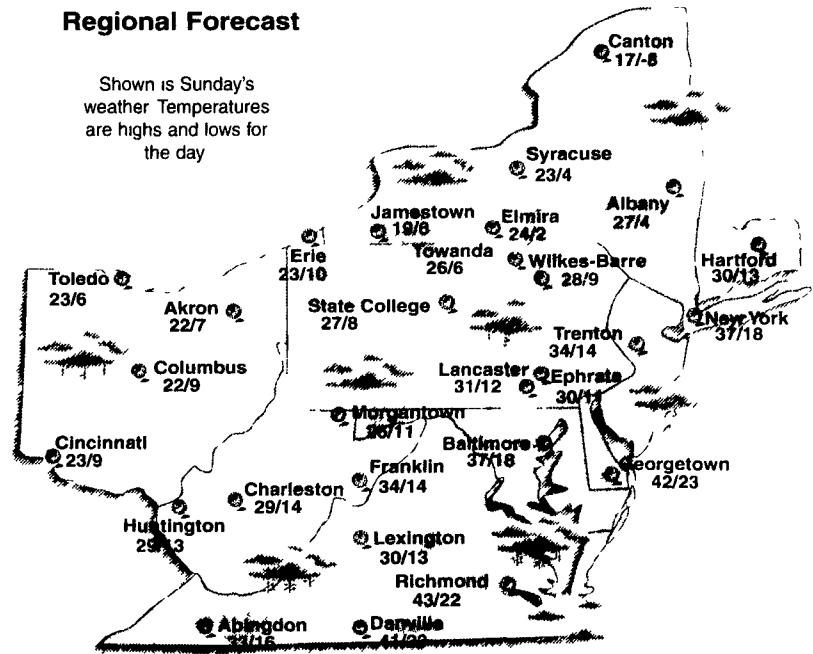 Regional Forecast
Shown is Sunday's
weather Temperatures
are highs and lows for
the day
Canton
17/-8
Syracuse
23/4
Albany
27/4
Jamestown
19/6
Elmira
24/2
Hartford
30/13
Erie
23/10
Towanda
26/6
Wilkes-Barre
28/9
Toledo
23/6
Akron
22/7
State College
27/8
New York
37/18
Trenton
34/14
Columbus
22/9
Lancaster
31/12
Ephrata
30/11
Morgantown
Baltimore
37/18
Cincinnati
23/9
Franklin
34/14
Georgetown
42/23
Charleston
29/14
Huntington
29/13
Lexington
30/13
Richmond
43/22
Abingdon
33/16
Danville